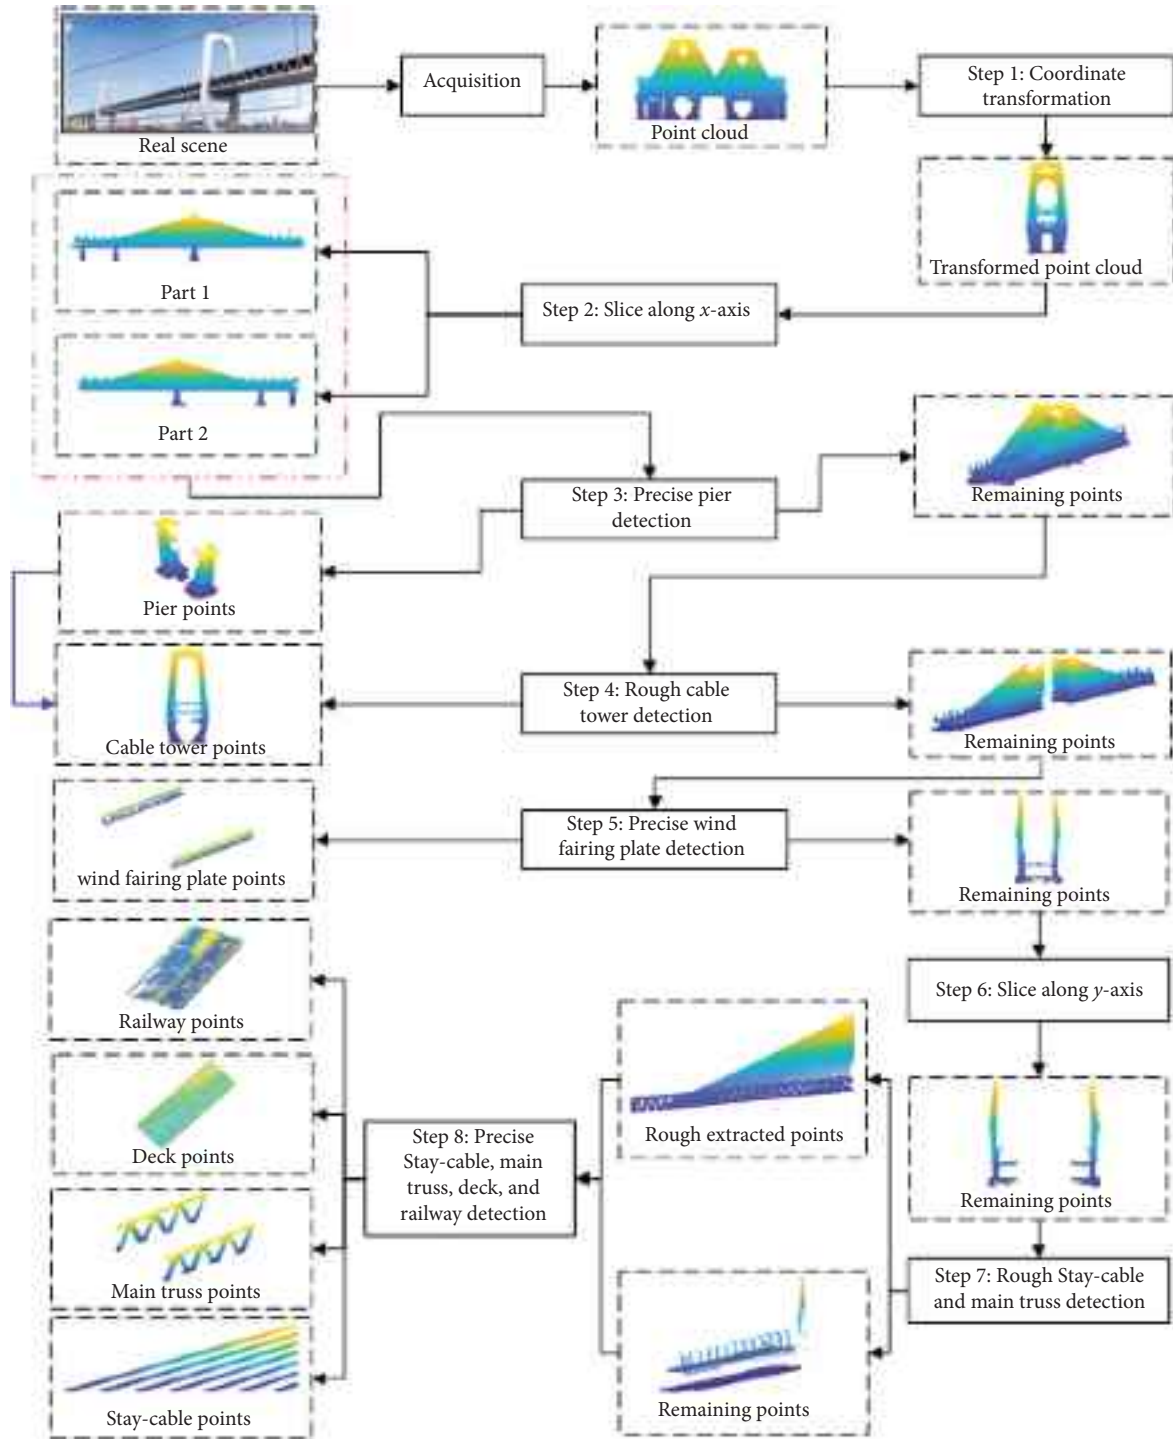 Real scene
Acquisition
Point cloud
Step 1: Coordinate
transformation
Transformed point cloud
Part 1
Step 2: Slice along x-axis
Part 2
Step 3: Precise pier
detection
Remaining points
Pier points
Cable tower points
Step 4: Rough cable
tower detection
Remaining points
wind fairing plate points
Step 5: Precise wind
fairing plate detection
Remaining points
Step 6: Slice along y-axis
Remaining points
Step 7: Rough Stay-cable
and main truss detection
Rough extracted points
Remaining points
Step 8: Precise
Stay-cable, main
truss, deck, and
railway detection
Railway points
Deck points
Main truss points
Stay-cable points